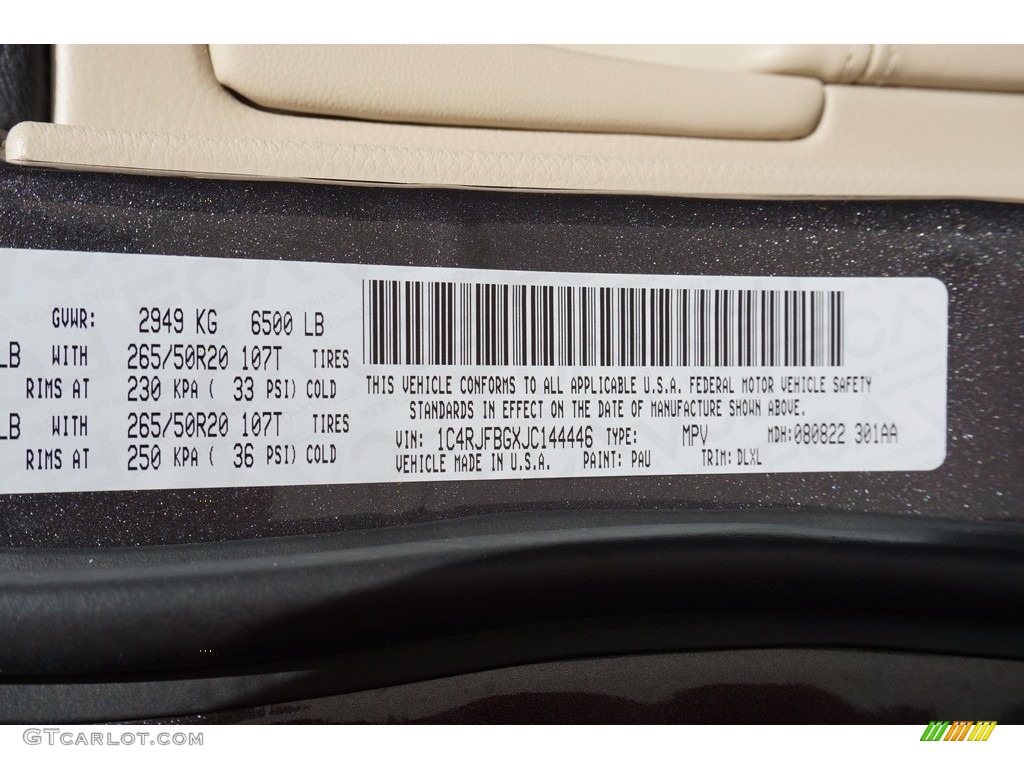 GVWR: 2949 KG 6500 LB
LB WITH 265/50R20 107T TIRES
RIMS AT 230 KPA ( 33 PSI) COLD
LB WITH 265/50R20 107T TIRES
RIMS AT 250 KPA ( 36 PSI) COLD
THIS VEHICLE CONFORMS TO ALL APPLICABLE U.S.A. FEDERAL MOTOR VEHICLE SAFETY
STANDARDS IN EFFECT ON THE DATE OF MANUFACTURE SHOWN ABOVE.
VIN: 1C4RJFBGXJC144446 TYPE: MPV MDH:080822 301AA
VEHICLE MADE IN U.S.A. PAINT: PAU TRIM: DLXL
GTCARLOT.COM